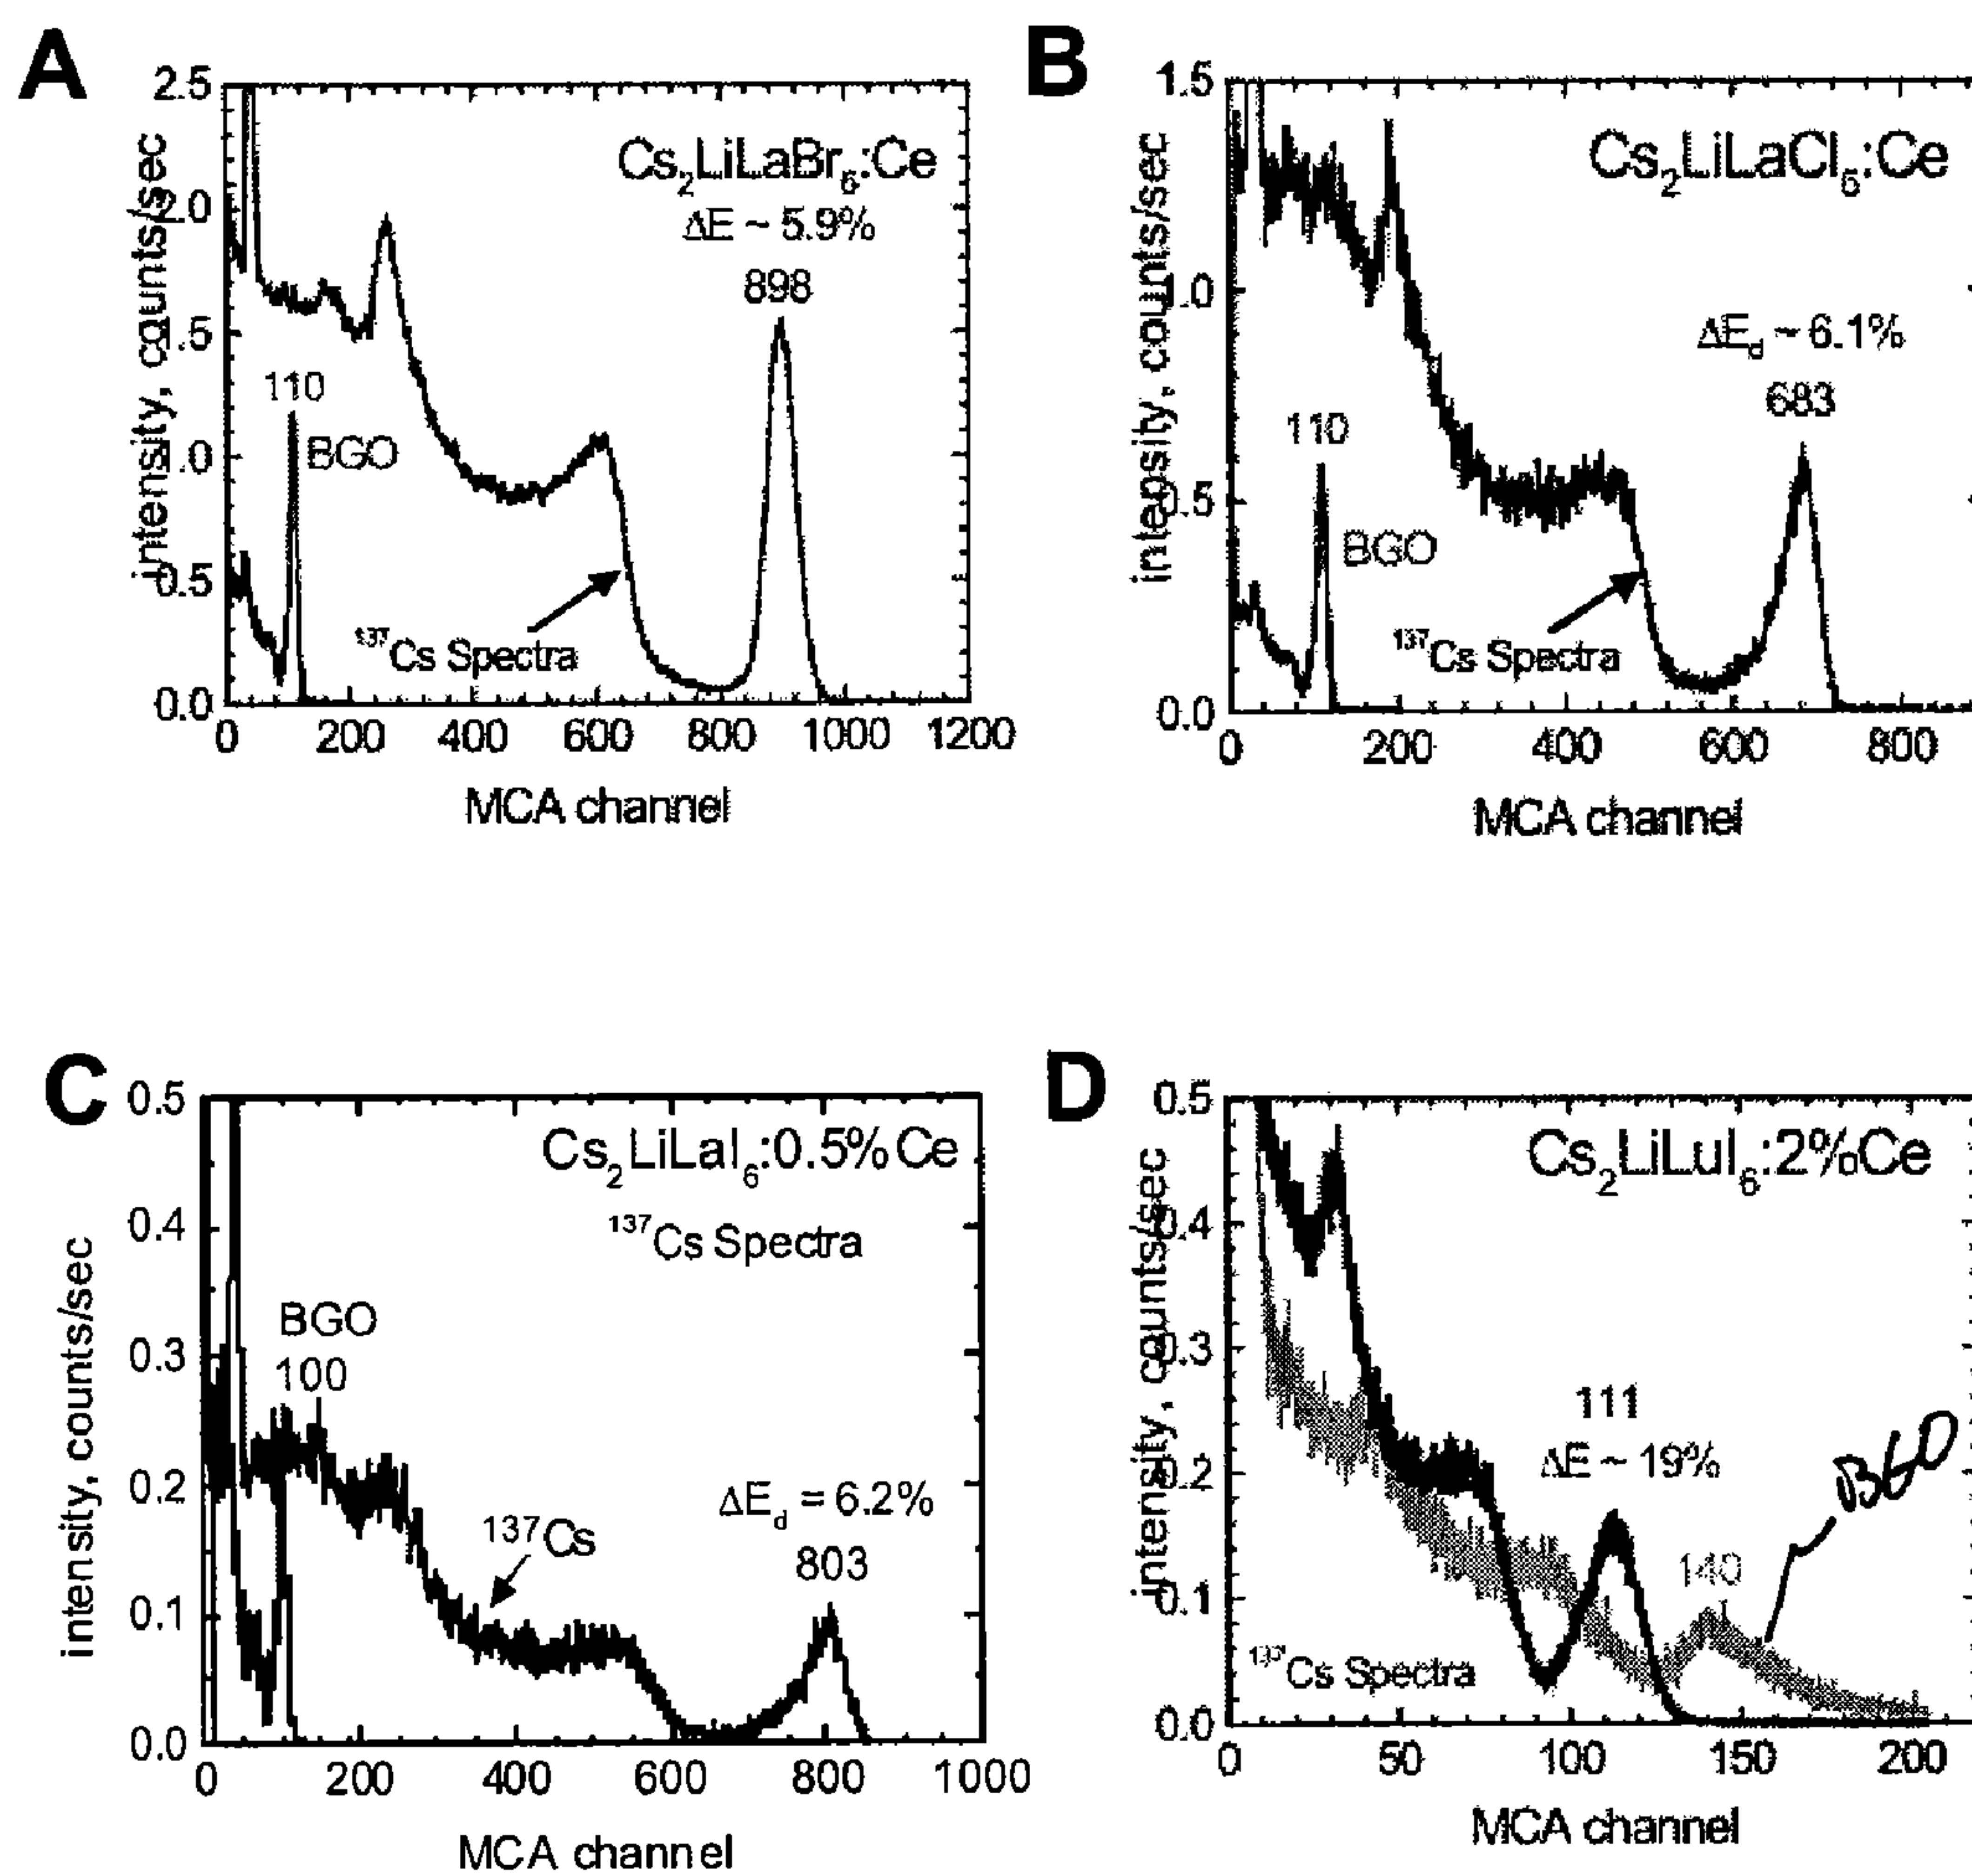 A
2.5
2.0
1.5
1.0
0.5
0.0
intensity, counts/sec
Cs2LiLaBr6:Ce
ΔE ~ 5.9%
898
110
BGO
137Cs Spectra
0 200 400 600 800 1000 1200
MCA channel
B
1.5
1.0
0.5
0.0
intensity, counts/sec
Cs2LiLaCl6:Ce
ΔEd ~ 6.1%
683
110
BGO
137Cs Spectra
0 200 400 600 800
MCA channel
C
0.5
0.4
0.3
0.2
0.1
0.0
intensity, counts/sec
Cs2LiLaI6:0.5% Ce
137Cs Spectra
BGO
100
137Cs
ΔEd = 6.2%
803
0 200 400 600 800 1000
MCA channel
D
0.5
0.4
0.3
0.2
0.1
0.0
intensity, counts/sec
Cs2LiLuI6:2%Ce
111
ΔE ~ 19%
BGO
140
137Cs Spectra
0 50 100 150 200
MCA channel